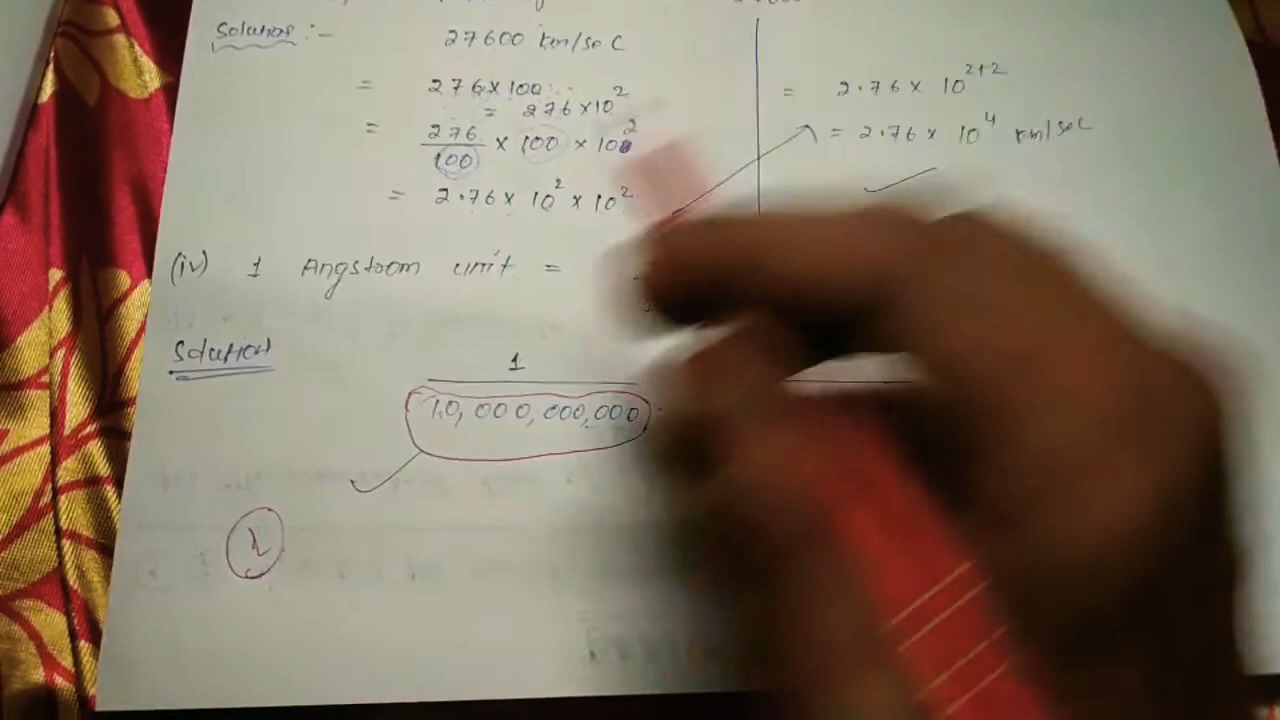 Solution :-
27600 km/sec
= 276 × 100
= 276 × 10²
= 276/100 × 100 × 10²
= 2.76 × 10² × 10²
= 2.76 × 10²⁺²
= 2.76 × 10⁴ km/sec
(iv) 1 Angstrom unit =
Solution
1
10,000,000,000